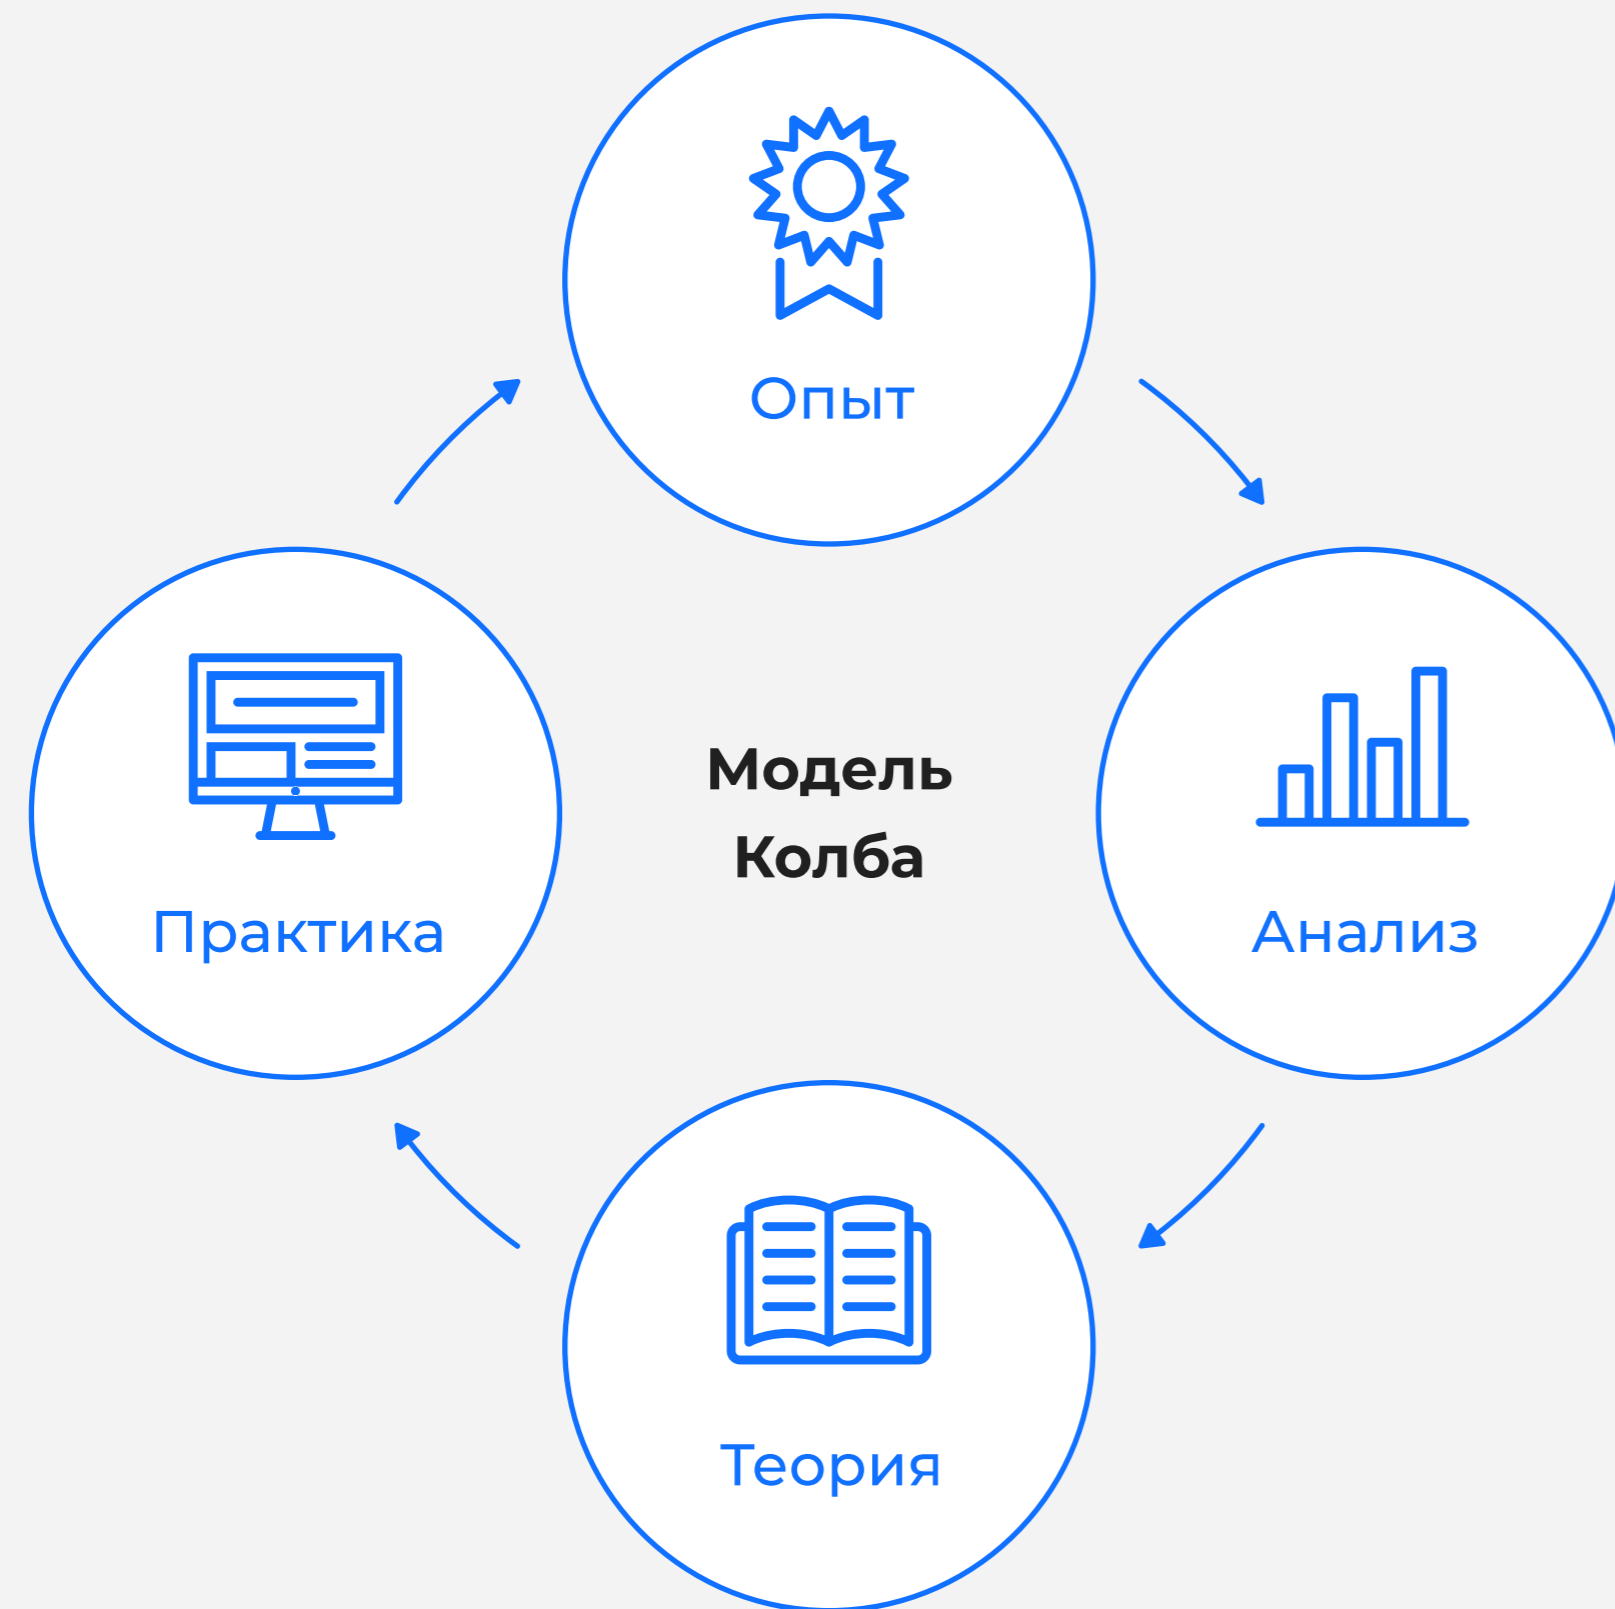 Опыт
Практика
Модель
Колба
Анализ
Теория